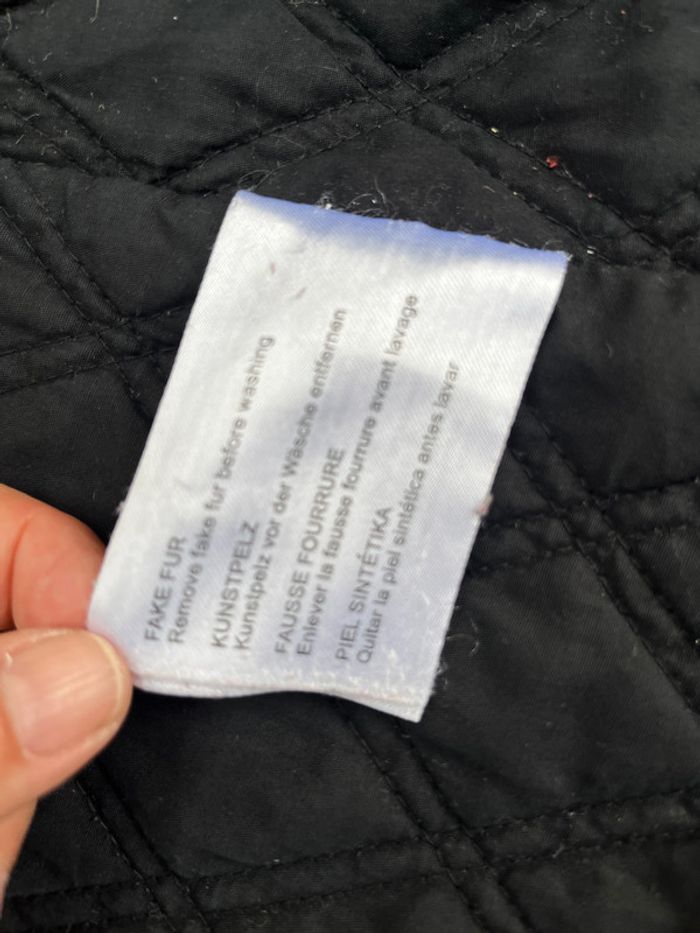 FAKE FUR
Remove fake fur before washing
KUNSTPELZ
Kunstpelz vor der Wäsche entfernen
FAUSSE FOURRURE
Enlever la fausse fourrure avant lavage
PIEL SINTÉTIKA
Quitar la piel sintética antes lavar